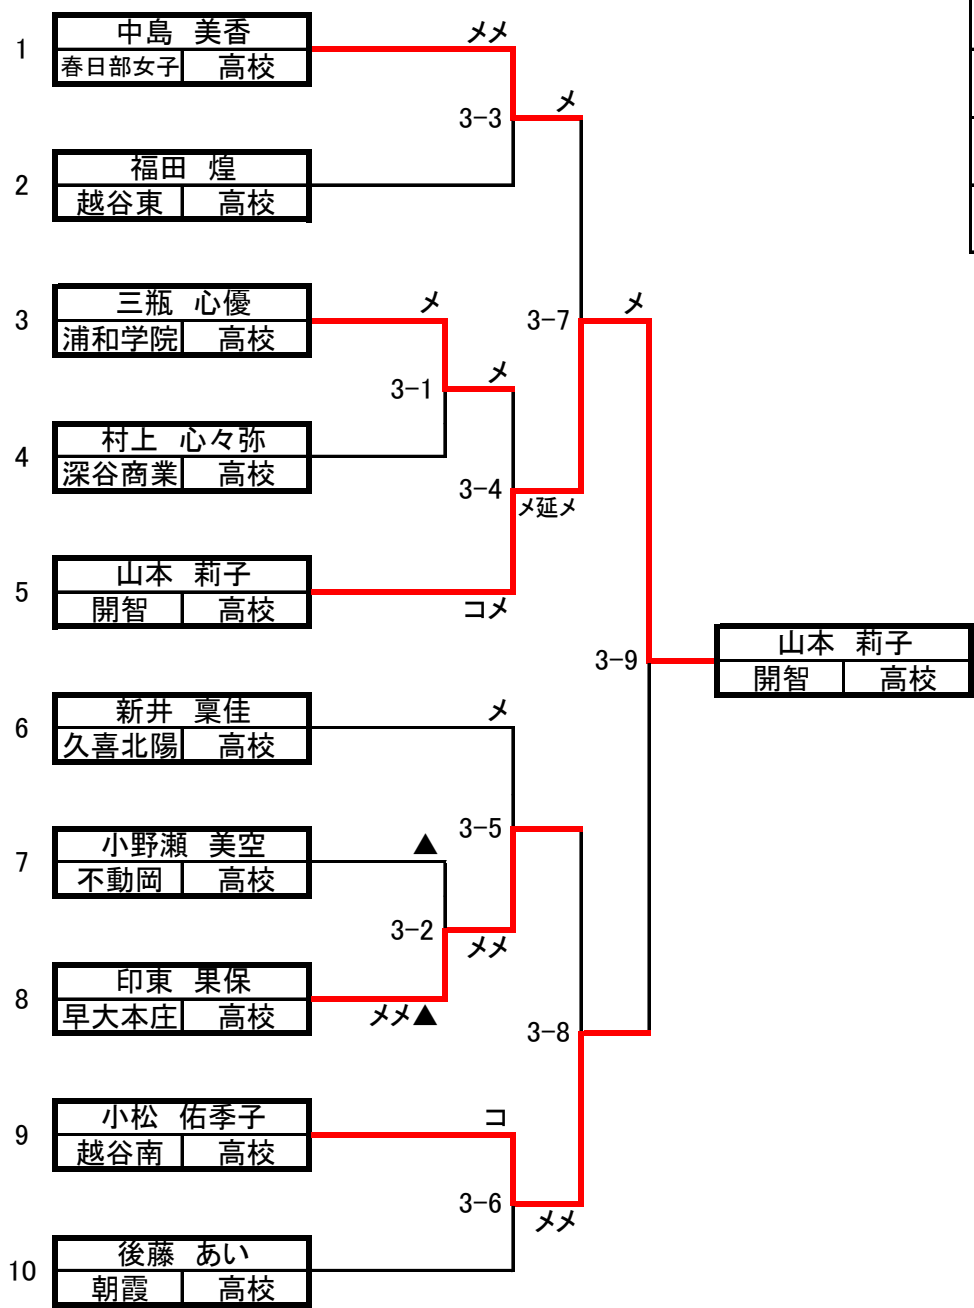 1
中島 美香
春日部女子 高校
メメ
3-3
メ
2
福田 煌
越谷東 高校
3
三瓶 心優
浦和学院 高校
メ
3-7
メ
3-1
メ
4
村上 心々弥
深谷商業 高校
3-4
メ延メ
5
山本 莉子
開智 高校
コメ
3-9
山本 莉子
開智 高校
6
新井 稟佳
久喜北陽 高校
メ
3-5
7
小野瀬 美空
不動岡 高校
▲
3-2
メメ
8
印東 果保
早大本庄 高校
メメ▲
3-8
9
小松 佑季子
越谷南 高校
コ
3-6
メメ
10
後藤 あい
朝霞 高校